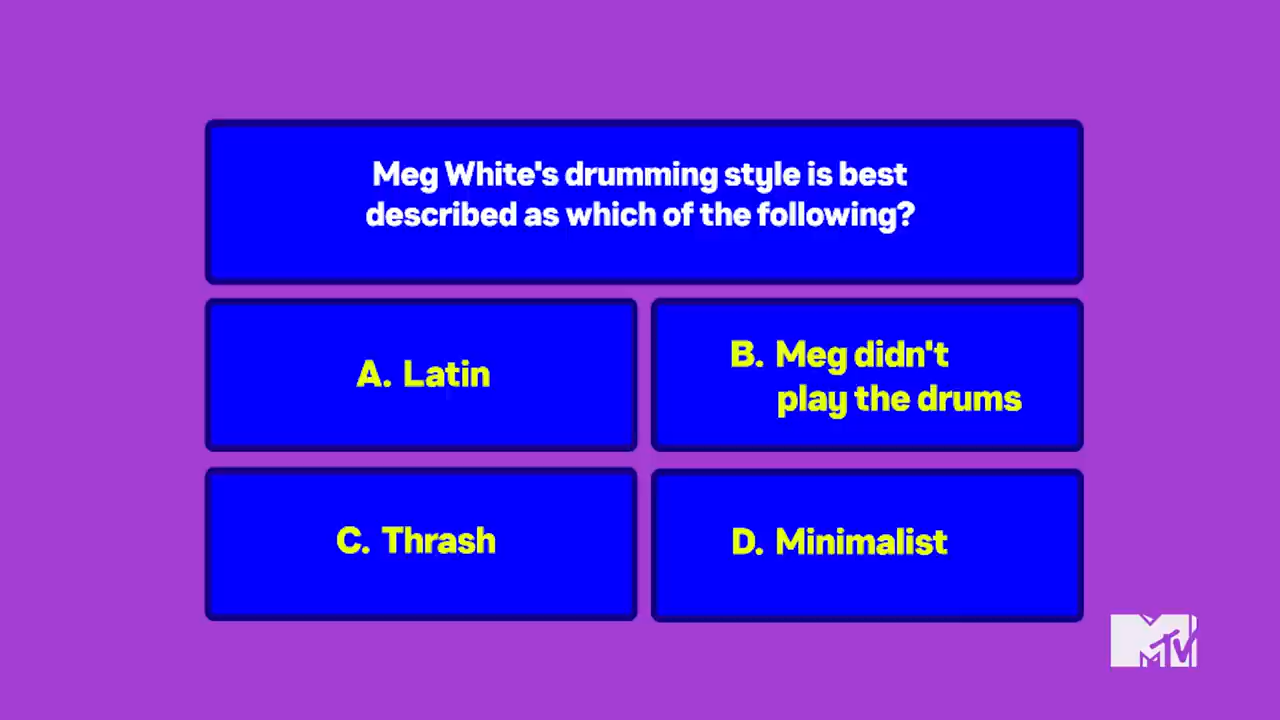 Meg White's drumming style is best
described as which of the following?
A. Latin
B. Meg didn't
play the drums
C. Thrash
D. Minimalist
MTV